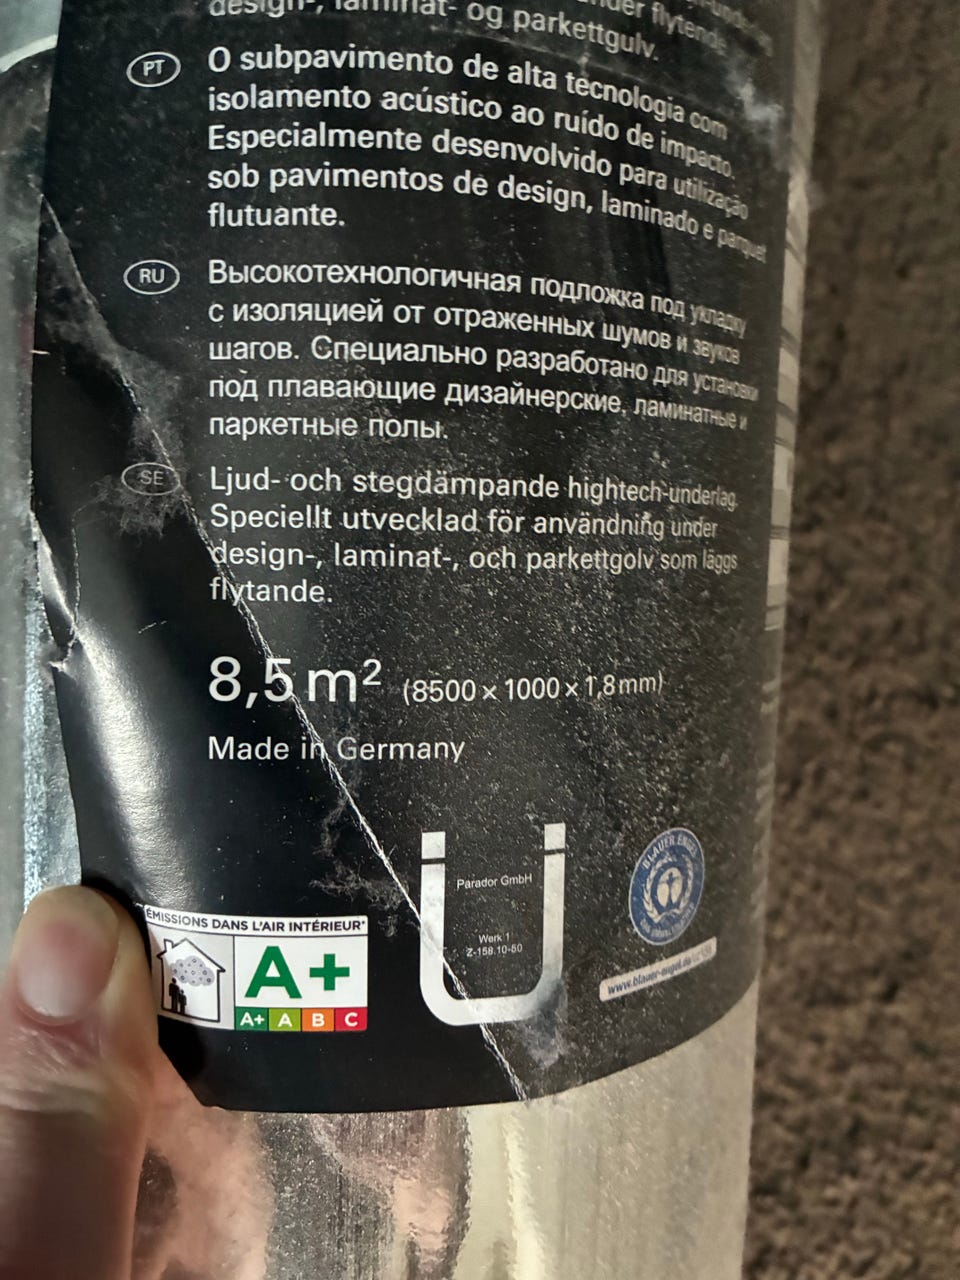 design-, laminat- og parkettgulv.
PT
O subpavimento de alta tecnologia com
isolamento acústico ao ruído de impacto.
Especialmente desenvolvido para utilização
sob pavimentos de design, laminado e parquet
flutuante.
RU
Высокотехнологичная подложка под укладку
с изоляцией от отраженных шумов и звуков
шагов. Специально разработано для установки
под плавающие дизайнерские, ламинатные и
паркетные полы.
SE
Ljud- och stegdämpande hightech-underlag.
Speciellt utvecklad för användning under
design-, laminat-, och parkettgolv som läggs
flytande.
8,5 m² (8500 x 1000 x 1,8 mm)
Made in Germany
ÉMISSIONS DANS L'AIR INTÉRIEUR*
A+
A+ A B C
Ü
Parador GmbH
Werk 1
Z-158.10-60
BLAUER ENGEL
www.blauer-engel.de